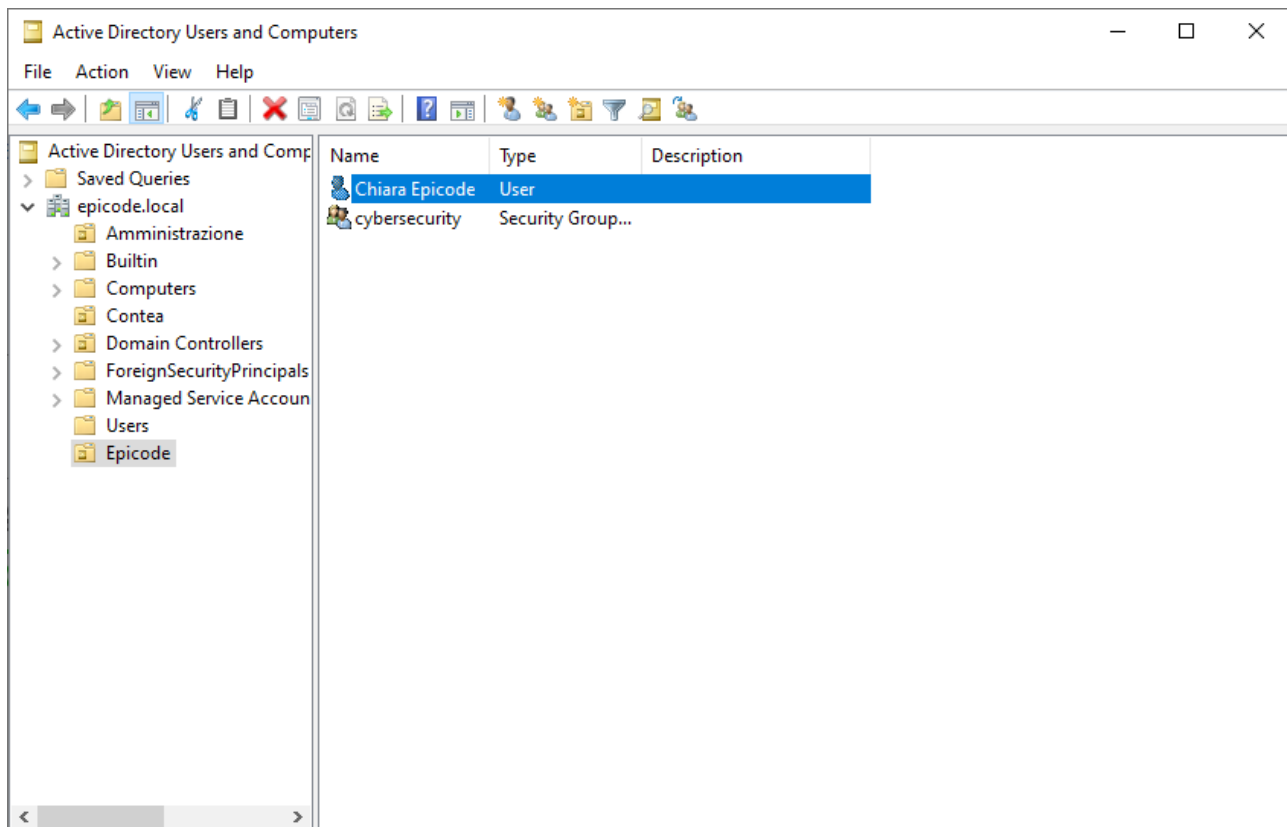 Active Directory Users and Computers
File Action View Help
Active Directory Users and Comp
Saved Queries
epicode.local
Amministrazione
Builtin
Computers
Contea
Domain Controllers
ForeignSecurityPrincipals
Managed Service Accoun
Users
Epicode
Name Type Description
Chiara Epicode User
cybersecurity Security Group...